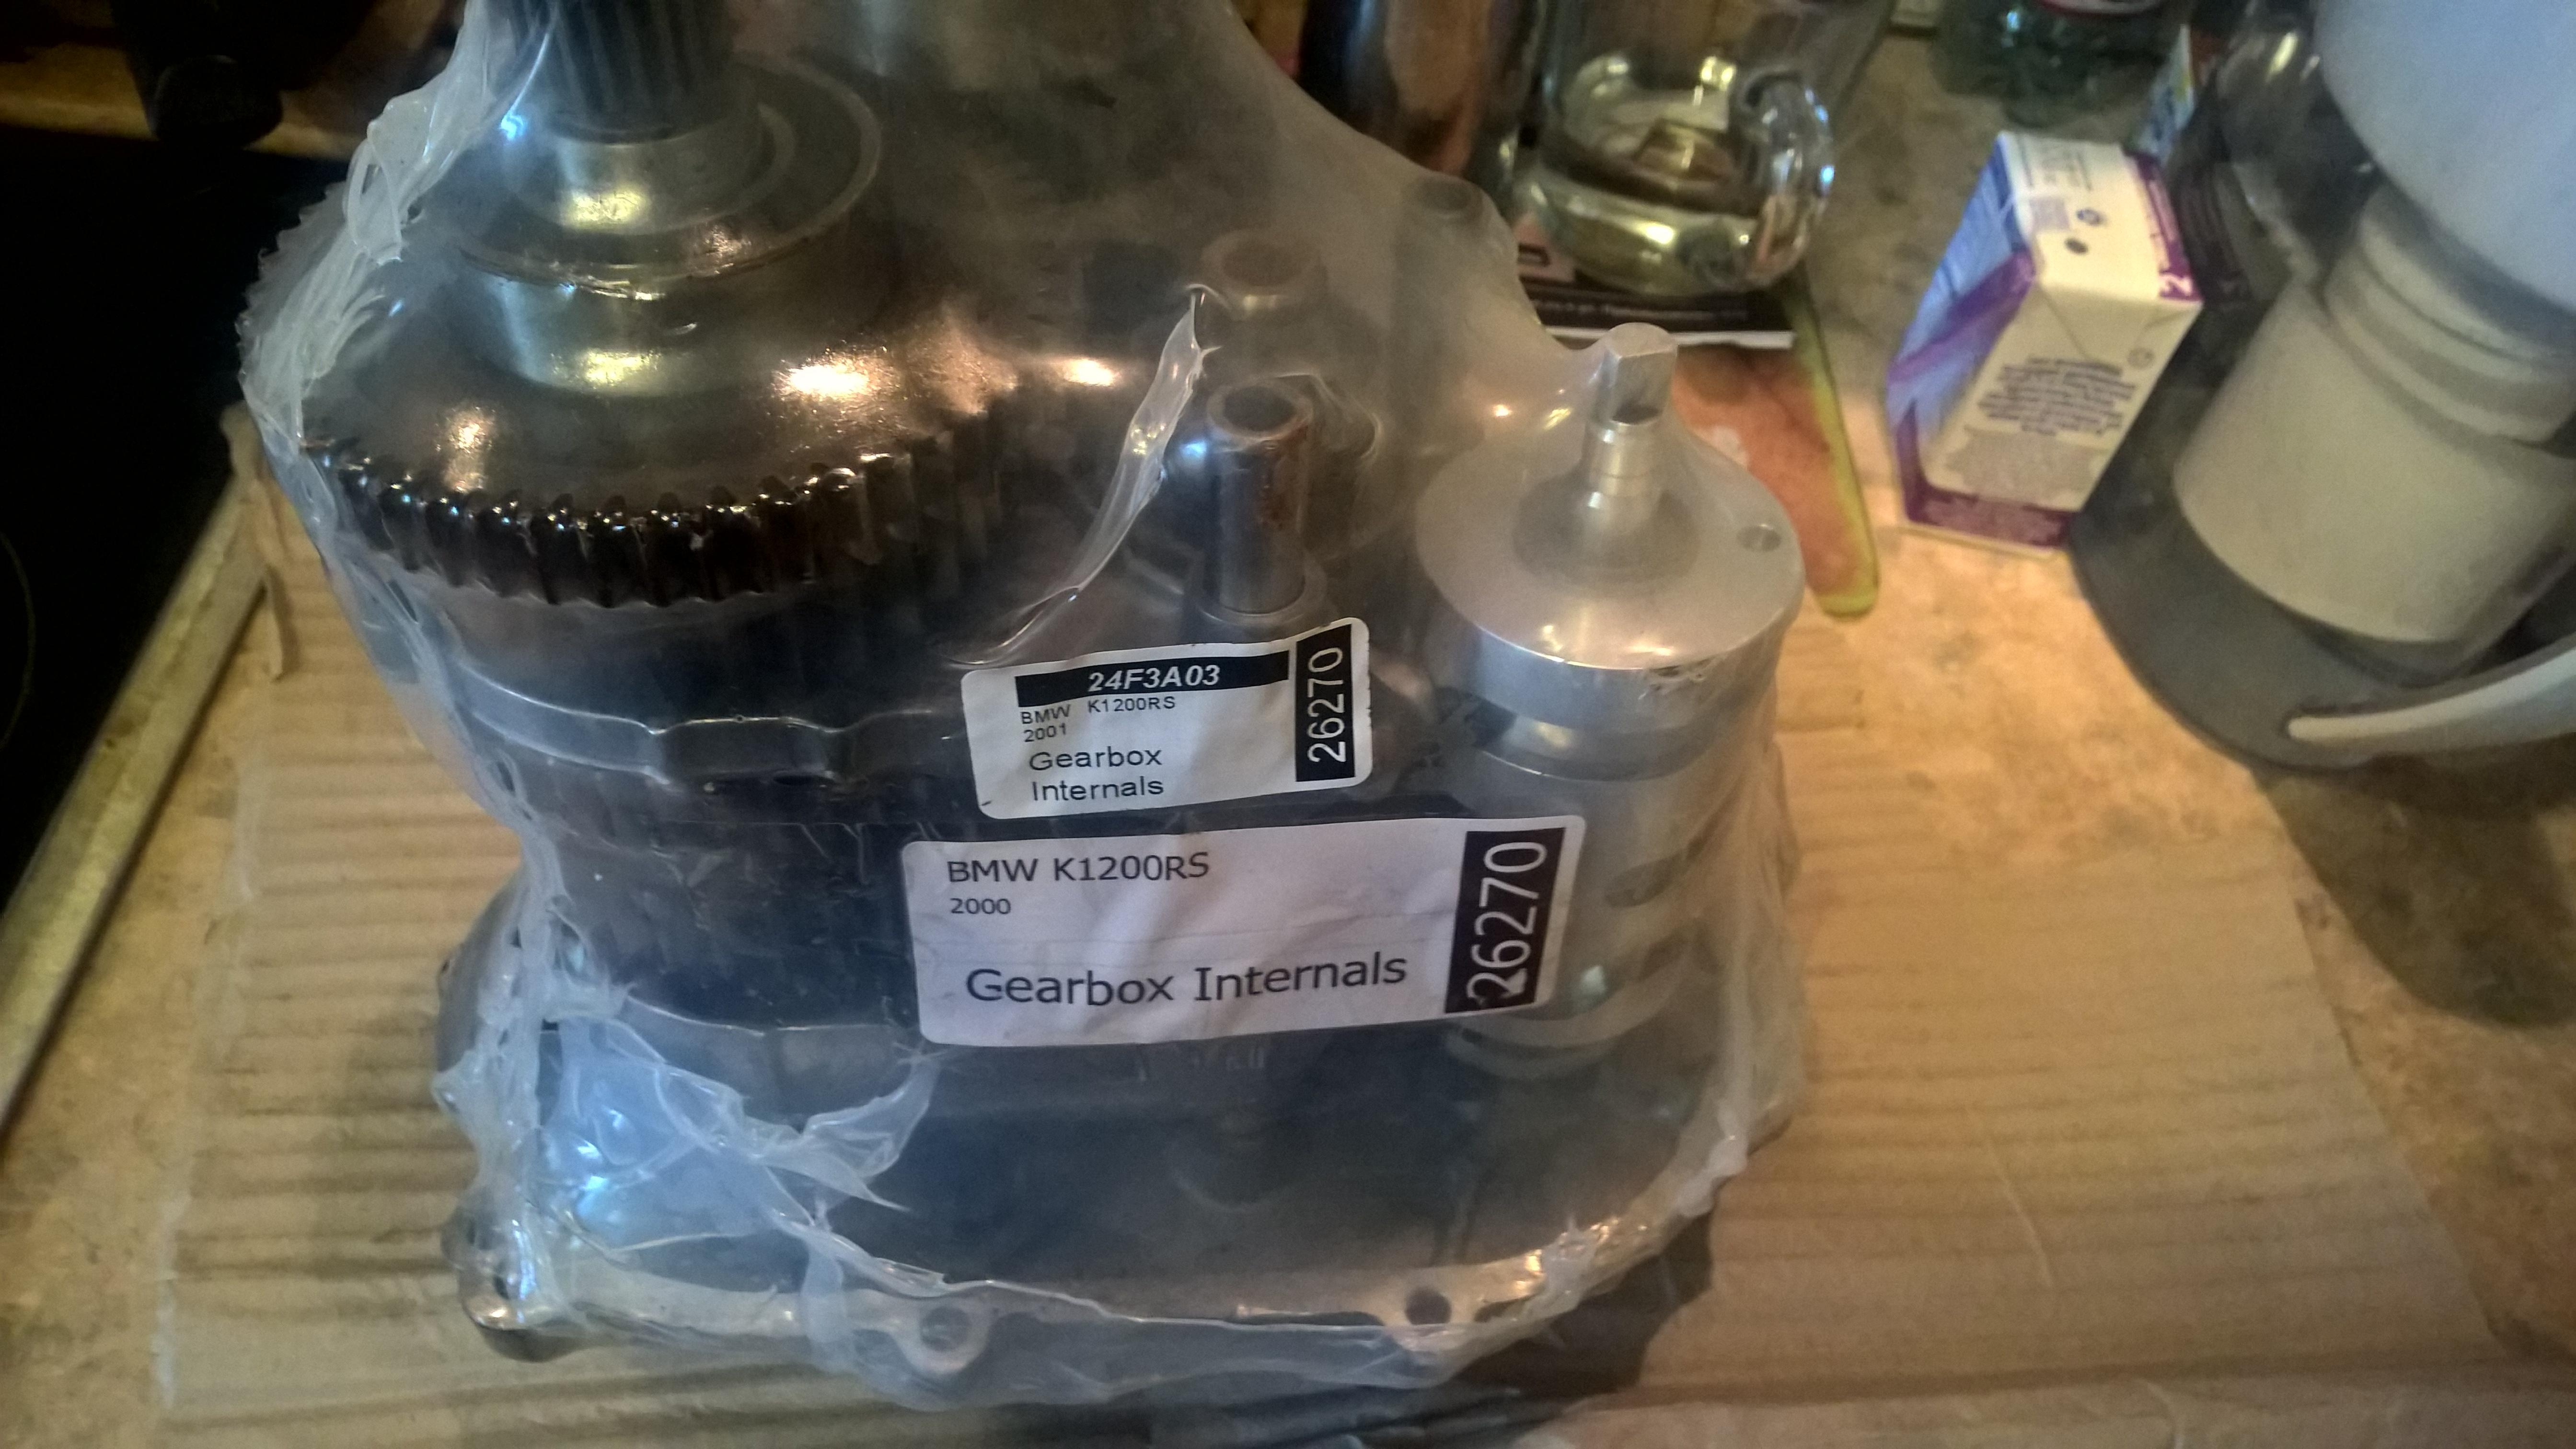 24F3A03
BMW K1200RS
2001
Gearbox
Internals
26270
BMW K1200RS
2000
Gearbox Internals
26270